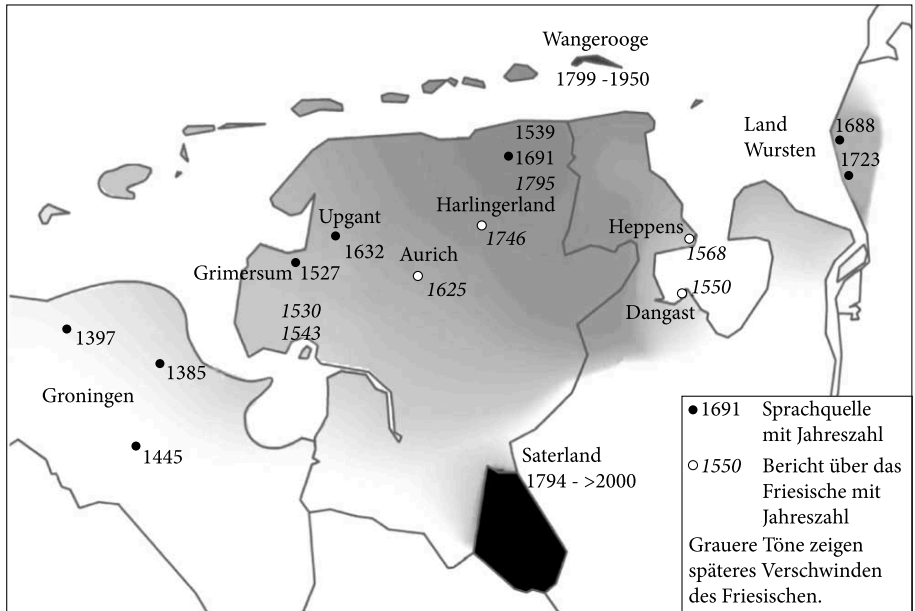 Wangerooge
1799 -1950
Land
Wursten
1688
1723
1539
1691
1795
Harlingerland
1746
Upgant
1632
Heppens
1568
Aurich
1625
Grimersum
1527
1550
Dangast
1530
1543
1397
1385
Groningen
1445
Saterland
1794 - >2000
1691 Sprachquelle
mit Jahreszahl
1550 Bericht über das
Friesische mit
Jahreszahl
Grauere Töne zeigen
späteres Verschwinden
des Friesischen.